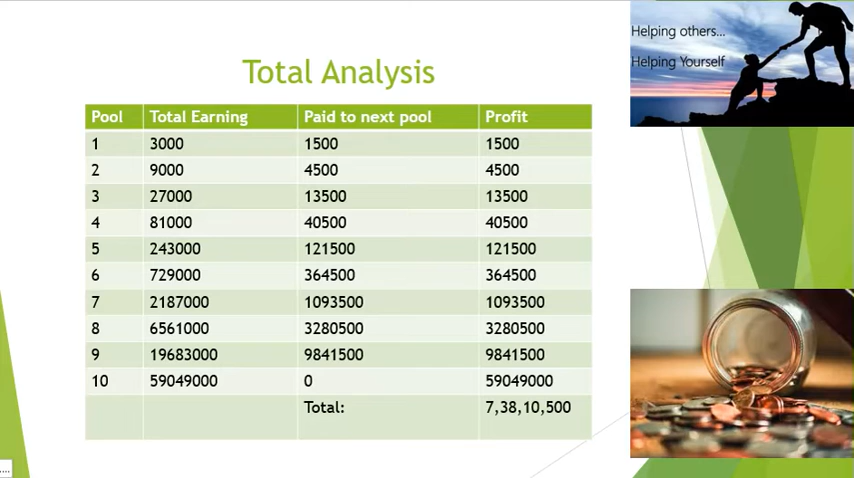 Helping others...
Helping Yourself
Total Analysis
Pool Total Earning Paid to next pool Profit
1 3000 1500 1500
2 9000 4500 4500
3 27000 13500 13500
4 81000 40500 40500
5 243000 121500 121500
6 729000 364500 364500
7 2187000 1093500 1093500
8 6561000 3280500 3280500
9 19683000 9841500 9841500
10 59049000 0 59049000
Total: 7,38,10,500
....